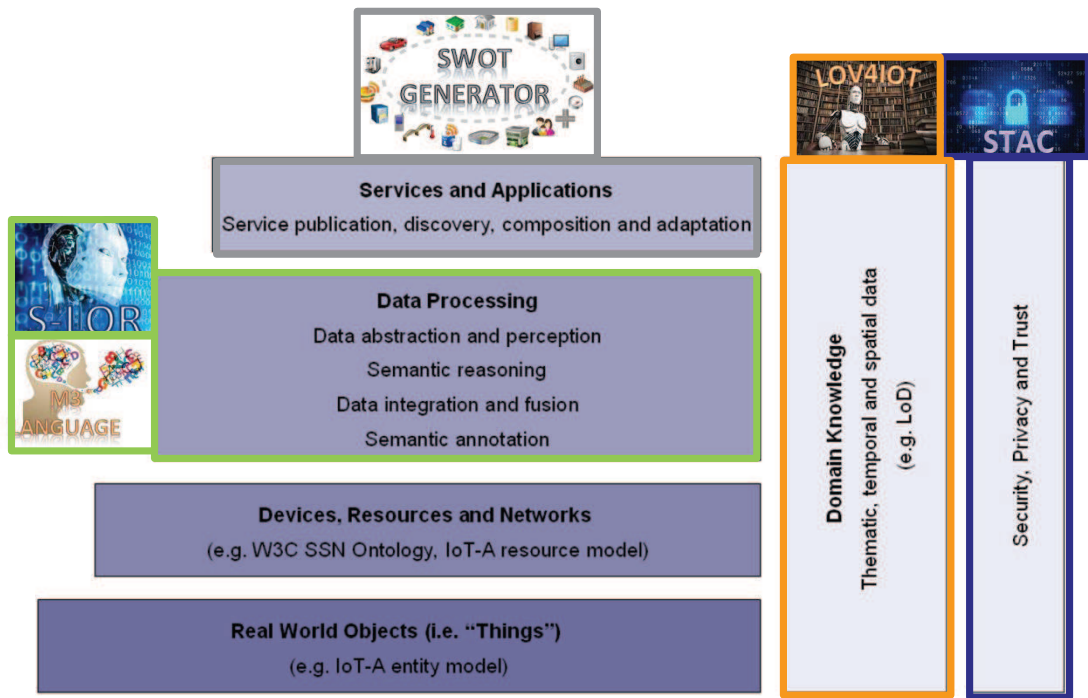 SWOT
GENERATOR
LOV4IOT
STAC
Services and Applications
Service publication, discovery, composition and adaptation
S-LOR
M3
LANGUAGE
Data Processing
Data abstraction and perception
Semantic reasoning
Data integration and fusion
Semantic annotation
Devices, Resources and Networks
(e.g. W3C SSN Ontology, IoT-A resource model)
Real World Objects (i.e. “Things”)
(e.g. IoT-A entity model)
Domain Knowledge
Thematic, temporal and spatial data
(e.g. LoD)
Security, Privacy and Trust